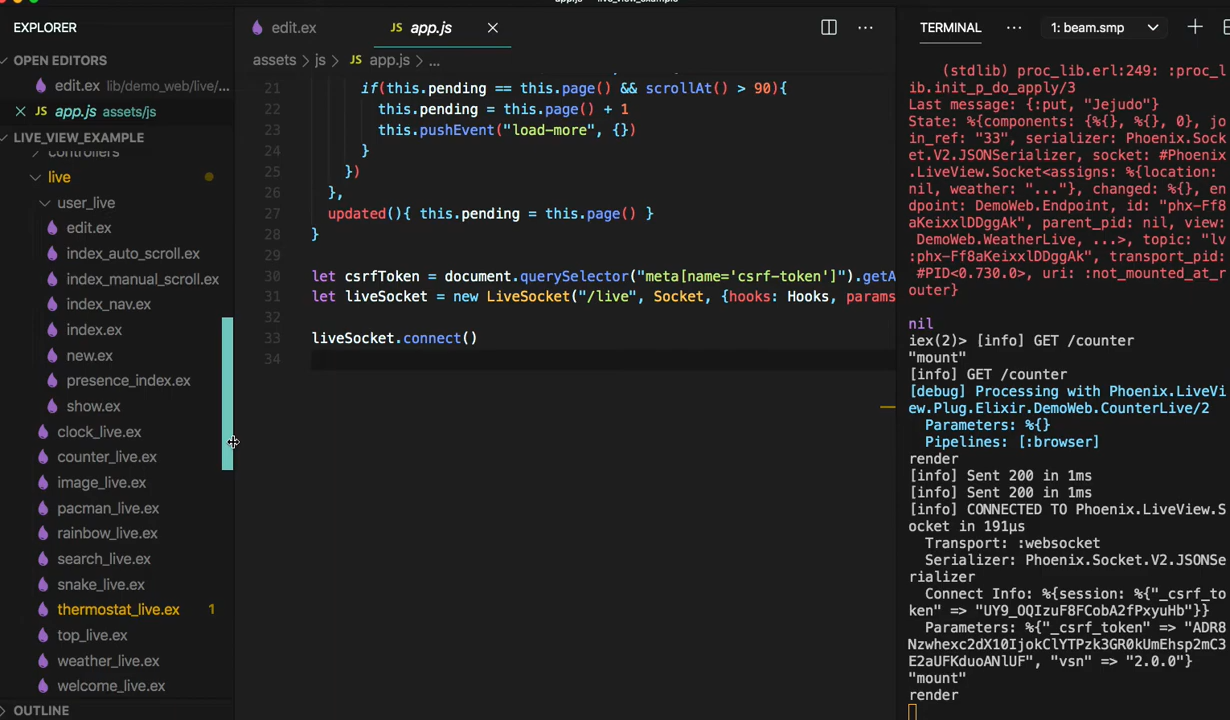 EXPLORER
OPEN EDITORS
edit.ex lib/demo_web/live/...
JS app.js assets/js
LIVE_VIEW_EXAMPLE
controllers
live
user_live
edit.ex
index_auto_scroll.ex
index_manual_scroll.ex
index_nav.ex
index.ex
new.ex
presence_index.ex
show.ex
clock_live.ex
counter_live.ex
image_live.ex
pacman_live.ex
rainbow_live.ex
search_live.ex
snake_live.ex
thermostat_live.ex 1
top_live.ex
weather_live.ex
welcome_live.ex
OUTLINE
edit.ex
JS app.js
assets > js > JS app.js > ...
21 if(this.pending == this.page() && scrollAt() > 90){
22 this.pending = this.page() + 1
23 this.pushEvent("load-more", {})
24 }
25 })
26 },
27 updated(){ this.pending = this.page() }
28 }
29
30 let csrfToken = document.querySelector("meta[name='csrf-token']").getA
31 let liveSocket = new LiveSocket("/live", Socket, {hooks: Hooks, params
32
33 liveSocket.connect()
34
TERMINAL ... 1: beam.smp
(stdlib) proc_lib.erl:249: :proc_l
ib.init_p_do_apply/3
Last message: {:put, "Jejudo"}
State: %{components: {%{}, %{}, 0}, jo
in_ref: "33", serializer: Phoenix.Sock
et.V2.JSONSerializer, socket: #Phoenix
.LiveView.Socket<assigns: %{location:
nil, weather: "..."}, changed: %{}, en
dpoint: DemoWeb.Endpoint, id: "phx-Ff8
aKeixxlDDggAk", parent_pid: nil, view:
DemoWeb.WeatherLive, ...>, topic: "lv
:phx-Ff8aKeixxlDDggAk", transport_pid:
#PID<0.730.0>, uri: :not_mounted_at_r
outer}
nil
iex(2)> [info] GET /counter
"mount"
[info] GET /counter
[debug] Processing with Phoenix.LiveVi
ew.Plug.Elixir.DemoWeb.CounterLive/2
Parameters: %{}
Pipelines: [:browser]
render
[info] Sent 200 in 1ms
[info] Sent 200 in 1ms
[info] CONNECTED TO Phoenix.LiveView.S
ocket in 191µs
Transport: :websocket
Serializer: Phoenix.Socket.V2.JSONSe
rializer
Connect Info: %{session: %{"_csrf_to
ken" => "UY9_OQIzuF8FCobA2fPxyuHb"}}
Parameters: %{"_csrf_token" => "ADR8
Nzwhexc2dX10IjokClYTPzk3GR0kUmEhsp2mC3
E2aUFKduoANlUF", "vsn" => "2.0.0"}
"mount"
render